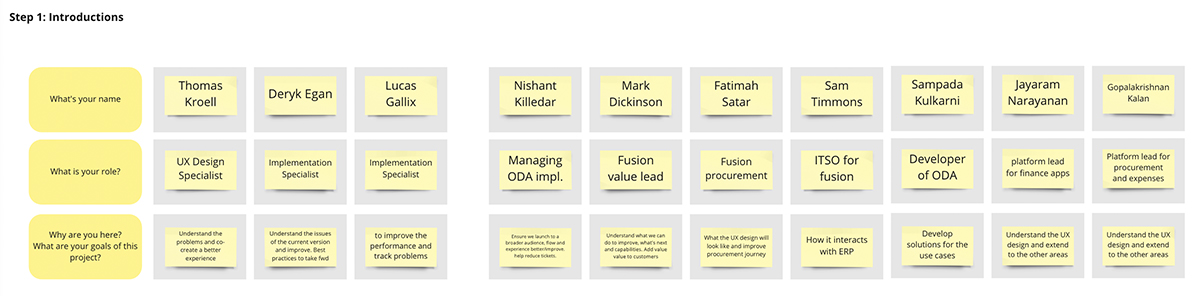 Step 1: Introductions
What's your name
Thomas
Kroell
Deryk Egan
Lucas
Gallix
Nishant
Killedar
Mark
Dickinson
Fatimah
Satar
Sam
Timmons
Sampada
Kulkarni
Jayaram
Narayanan
Gopalakrishnan
Kalan
What is your role?
UX Design
Specialist
Implementation
Specialist
Implementation
Specialist
Managing
ODA impl.
Fusion
value lead
Fusion
procurement
ITSO for
fusion
Developer
of ODA
platform lead
for finance apps
Platform lead for
procurement
and expenses
Why are you here?
What are your goals of this
project?
Understand the
problems and co-
create a better
experience
Understand the issues
of the current version
and improve. Best
practices to take fwd
to improve the
performance and
track problems
Ensure we launch to a
broader audience, flow and
experience better/improve.
help reduce tickets.
Understand what we can
do to improve, what's next
and capabilities. Add value
value to customers
What the UX design will
look like and improve
procurement journey
How it interacts
with ERP
Develop
solutions for the
use cases
Understand the UX
design and extend
to the other areas
Understand the UX
design and extend
to the other areas